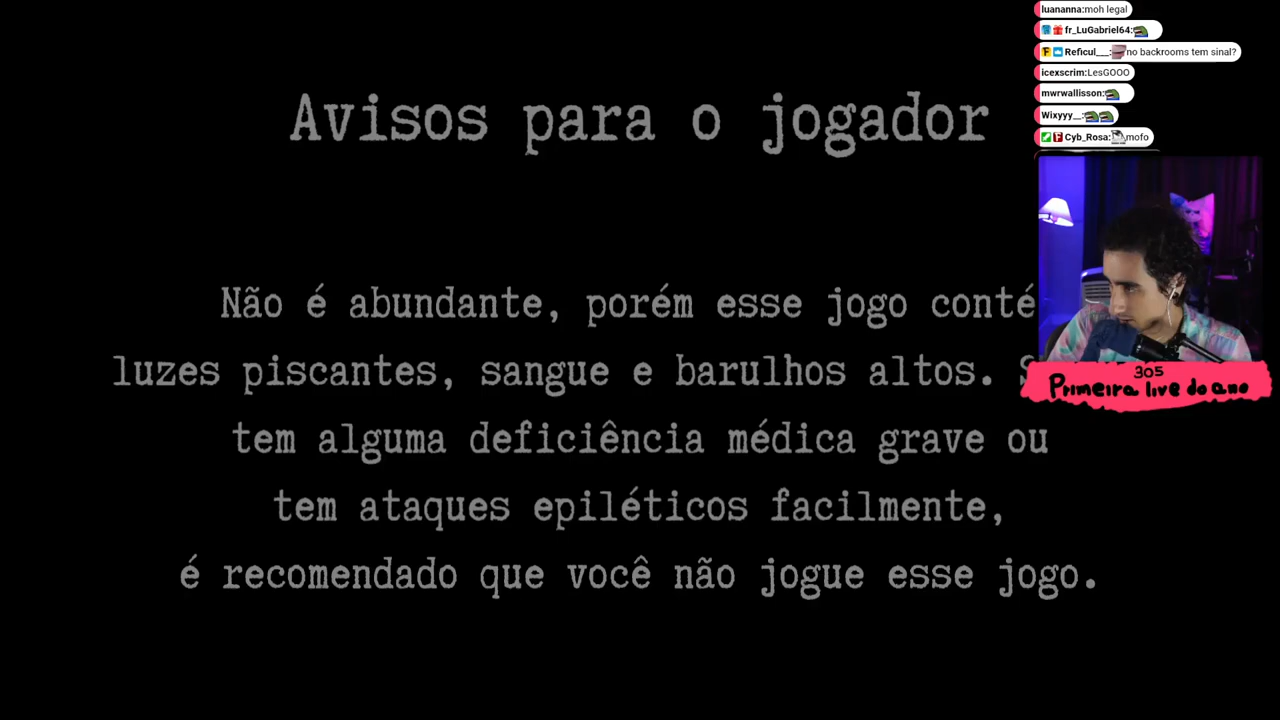 Avisos para o jogador
Não é abundante, porém esse jogo conté
luzes piscantes, sangue e barulhos altos. S
tem alguma deficiência médica grave ou
tem ataques epiléticos facilmente,
é recomendado que você não jogue esse jogo.
luananna:moh legal
fr_LuGabriel64:
Reficul___: no backrooms tem sinal?
icexscrim:LesGOOO
mwrwallisson:
Wixyyy__:
Cyb_Rosa: mofo
305
Primeira live do ano